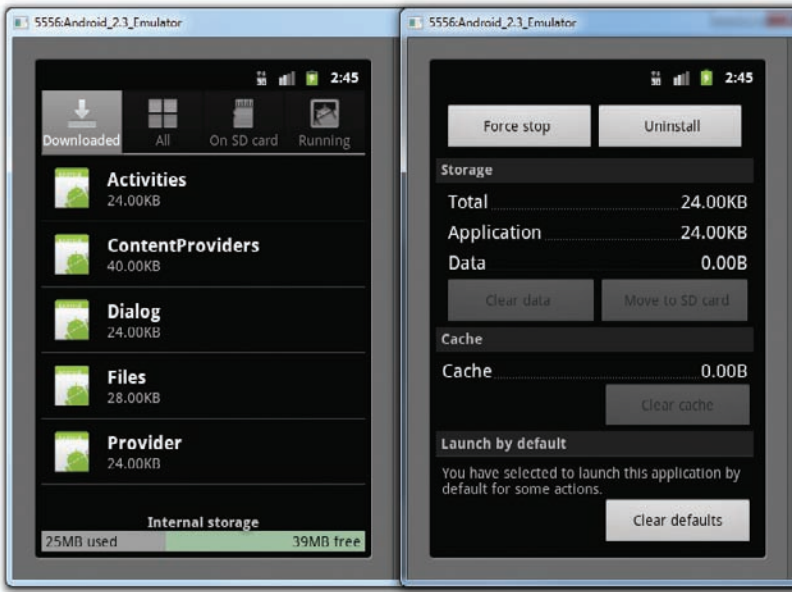 5556:Android_2.3_Emulator
2:45
Downloaded
All
On SD card
Running
Activities
24.00KB
ContentProviders
40.00KB
Dialog
24.00KB
Files
28.00KB
Provider
24.00KB
Internal storage
25MB used
39MB free
5556:Android_2.3_Emulator
2:45
Force stop
Uninstall
Storage
Total 24.00KB
Application 24.00KB
Data 0.00B
Clear data
Move to SD card
Cache
Cache 0.00B
Clear cache
Launch by default
You have selected to launch this application by
default for some actions.
Clear defaults